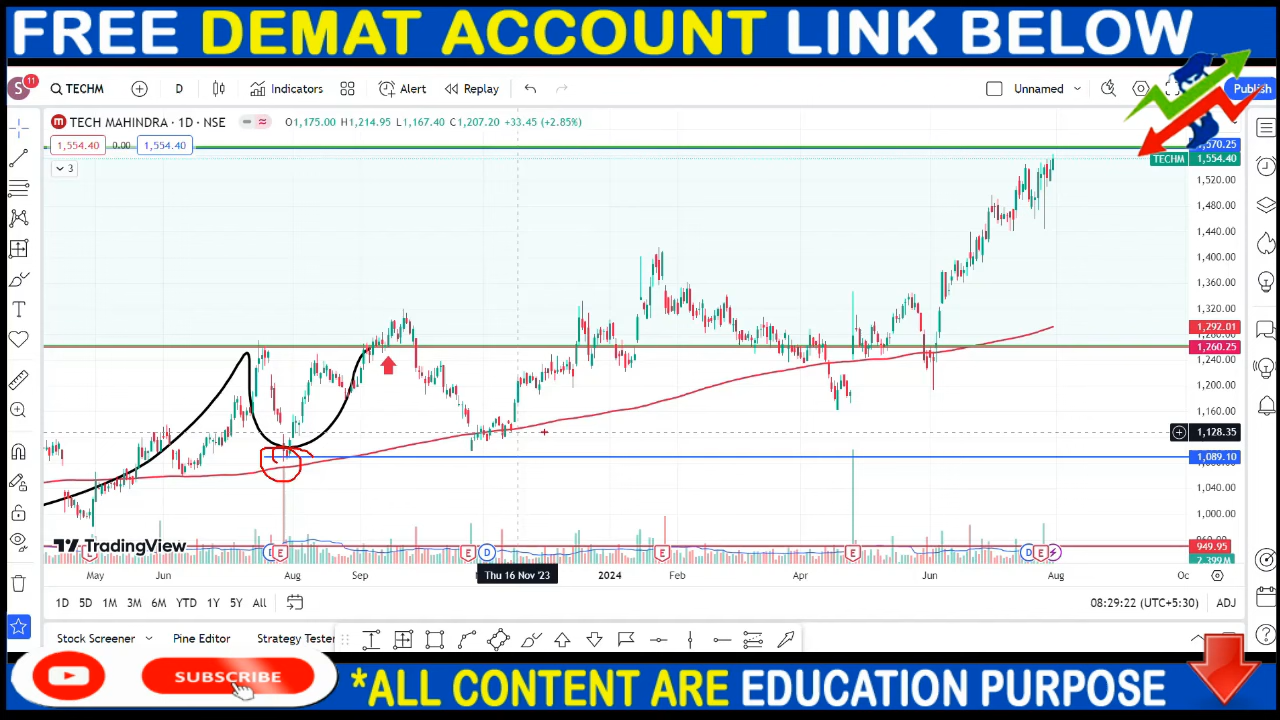 FREE DEMAT ACCOUNT LINK BELOW
S 11 TECHM D Indicators Alert Replay Unnamed Publish
TECH MAHINDRA · 1D · NSE O1,175.00 H1,214.95 L1,167.40 C1,207.20 +33.45 (+2.85%)
1,554.40 0.00 1,554.40
3
1,570.25
TECHM 1,554.40
1,520.00
1,480.00
1,440.00
1,400.00
1,360.00
1,320.00
1,292.01
1,260.25
1,240.00
1,200.00
1,160.00
1,128.35
1,089.10
1,040.00
1,000.00
949.95
2.399M
TradingView
D E E D E E D E
May Jun Aug Sep Thu 16 Nov '23 2024 Feb Apr Jun Aug Oc
1D 5D 1M 3M 6M YTD 1Y 5Y All 08:29:22 (UTC+5:30) ADJ
Stock Screener Pine Editor Strategy Tester
SUBSCRIBE
*ALL CONTENT ARE EDUCATION PURPOSE